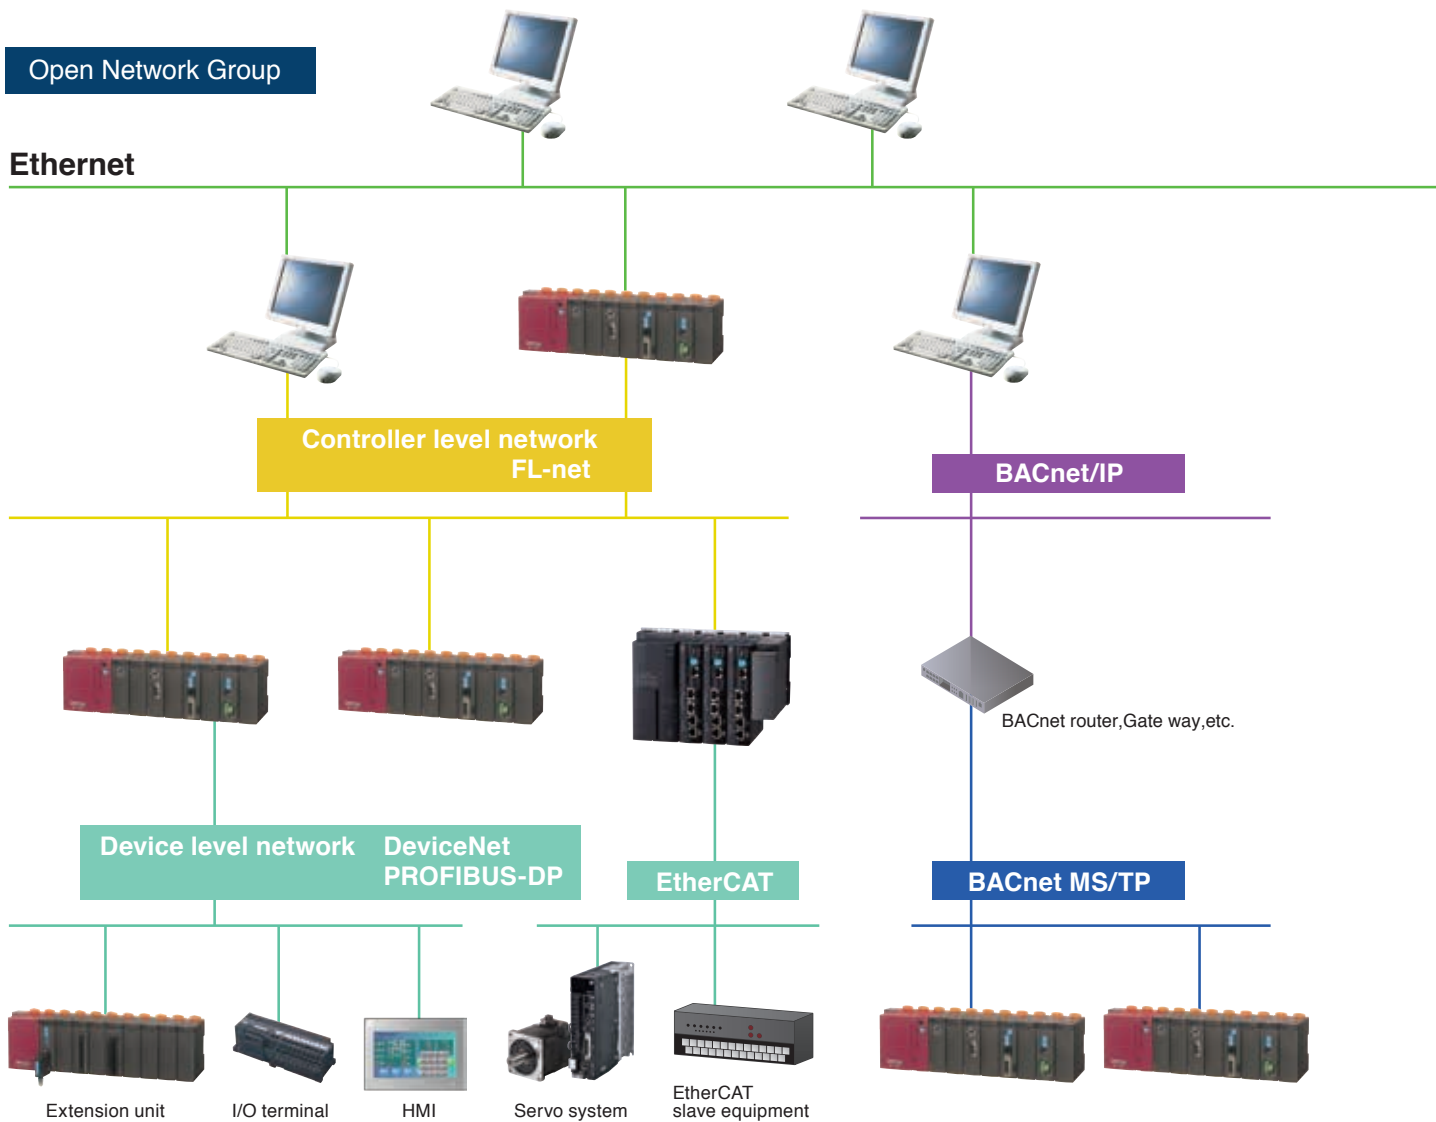 Open Network Group
Ethernet
Controller level network
FL-net
BACnet/IP
BACnet router,Gate way,etc.
Device level network DeviceNet
PROFIBUS-DP
EtherCAT
BACnet MS/TP
Extension unit
I/O terminal
HMI
Servo system
EtherCAT
slave equipment